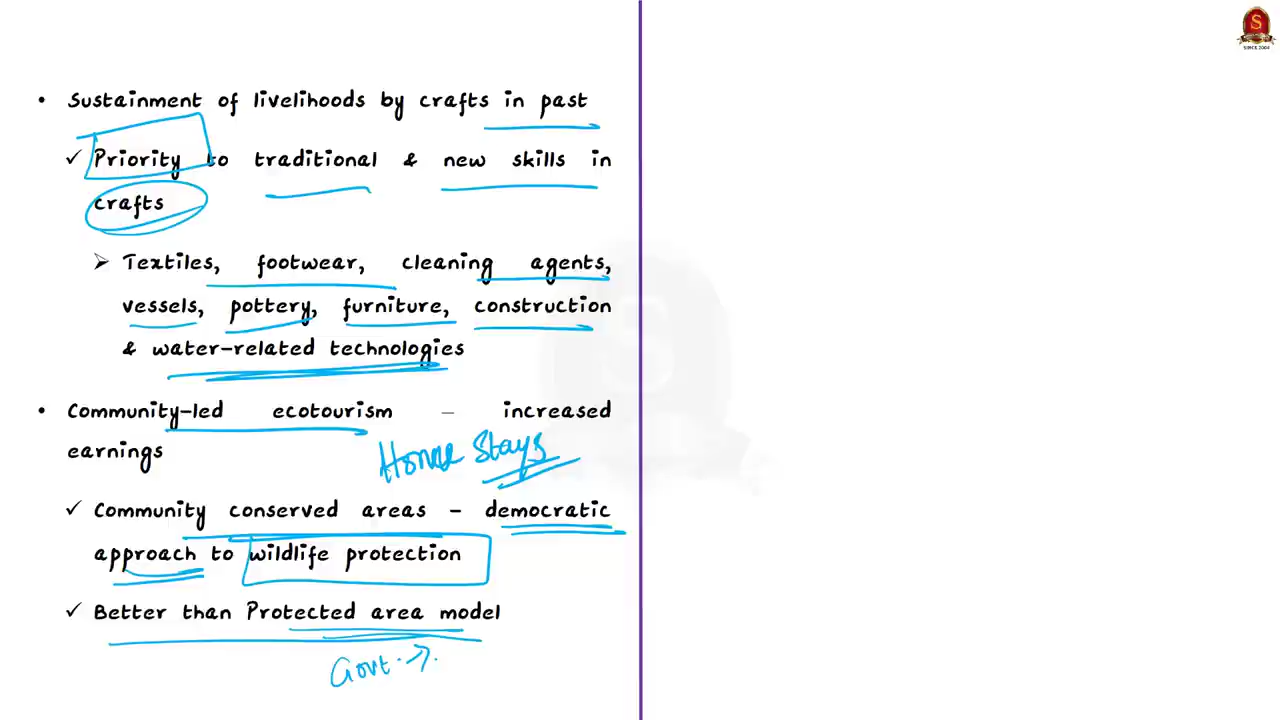 • Sustainment of livelihoods by crafts in past
✓ Priority to traditional & new skills in
crafts
➢ Textiles, footwear, cleaning agents,
vessels, pottery, furniture, construction
& water-related technologies
• Community-led ecotourism – increased
earnings
Home Stays
✓ Community conserved areas – democratic
approach to wildlife protection
✓ Better than Protected area model
Govt. →
S
SINCE 2004